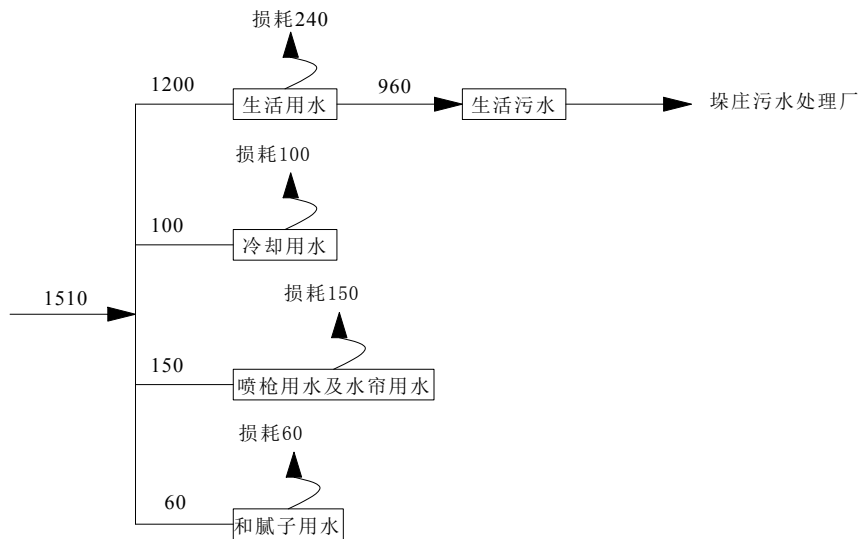 损耗240
1200
生活用水
960
生活污水
垛庄污水处理厂
损耗100
100
冷却用水
1510
损耗150
150
喷枪用水及水帘用水
损耗60
60
和腻子用水